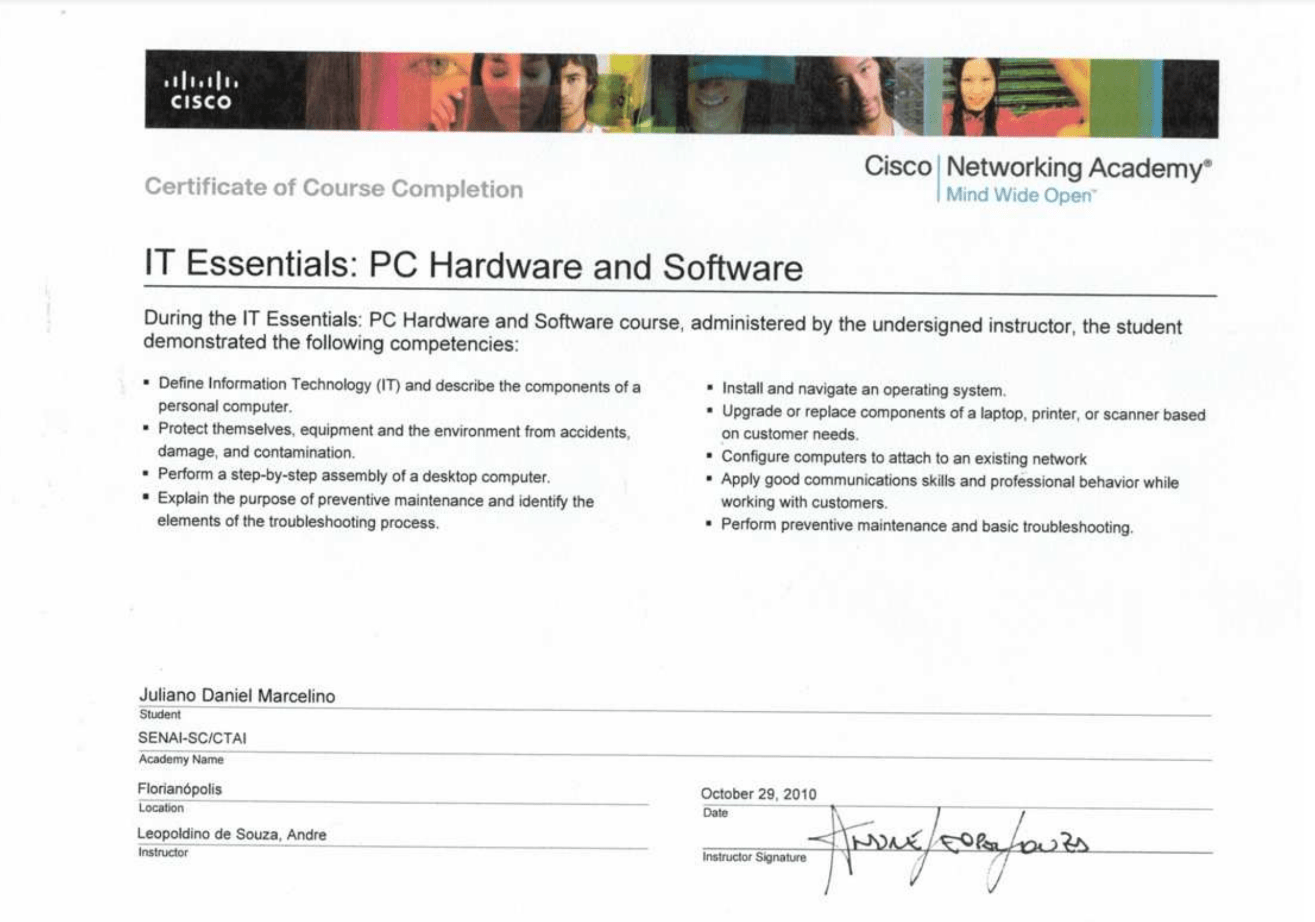 CISCO
Cisco Networking Academy®
Mind Wide Open™
Certificate of Course Completion
IT Essentials: PC Hardware and Software
During the IT Essentials: PC Hardware and Software course, administered by the undersigned instructor, the student
demonstrated the following competencies:
▪ Define Information Technology (IT) and describe the components of a
personal computer.
▪ Protect themselves, equipment and the environment from accidents,
damage, and contamination.
▪ Perform a step-by-step assembly of a desktop computer.
▪ Explain the purpose of preventive maintenance and identify the
elements of the troubleshooting process.
▪ Install and navigate an operating system.
▪ Upgrade or replace components of a laptop, printer, or scanner based
on customer needs.
▪ Configure computers to attach to an existing network
▪ Apply good communications skills and professional behavior while
working with customers.
▪ Perform preventive maintenance and basic troubleshooting.
Juliano Daniel Marcelino
Student
SENAI-SC/CTAI
Academy Name
Florianópolis
Location
October 29, 2010
Date
Leopoldino de Souza, Andre
Instructor
Instructor Signature